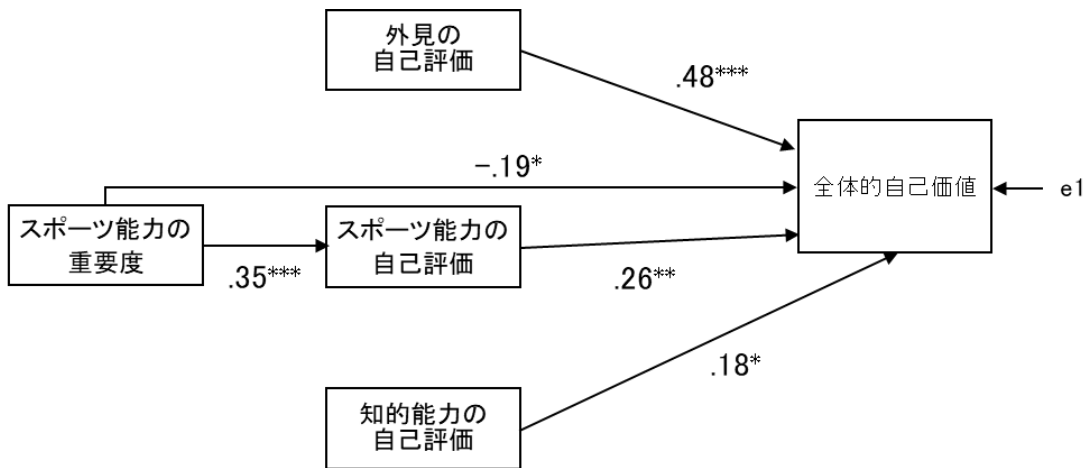 外見の
自己評価
.48***
-.19*
全体的自己価値
e1
スポーツ能力の
重要度
.35***
スポーツ能力の
自己評価
.26**
.18*
知的能力の
自己評価